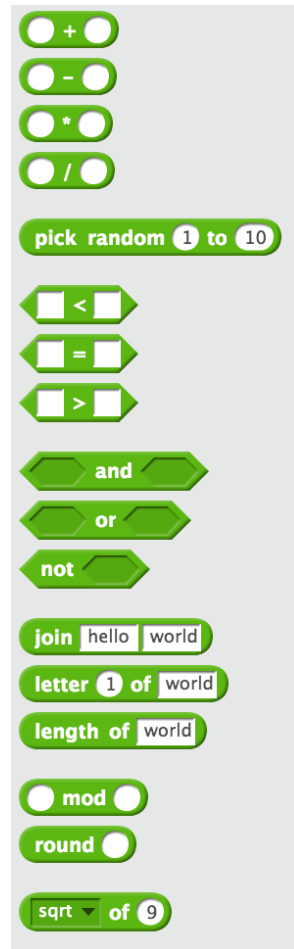 +
-
*
/
pick random 1 to 10
<
=
>
and
or
not
join hello world
letter 1 of world
length of world
mod
round
sqrt of 9